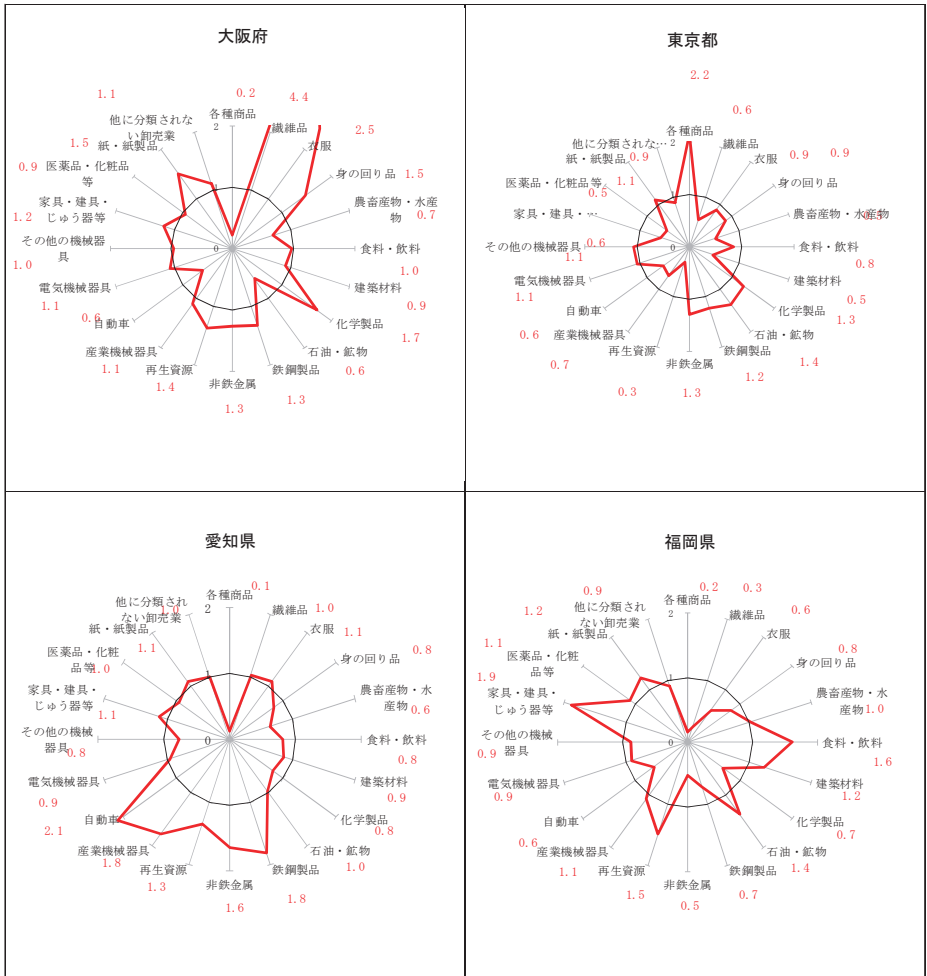 大阪府
1.1
0.2
4.4
各種商品
2
他に分類されな
い卸売業
繊維品
2.5
1.5
紙・紙製品
衣服
0.9
医薬品・化粧品
等
身の回り品
1.5
1
1.2
家具・建具・
じゅう器等
農畜産物・水産
物
0.7
その他の機械器
具
0
食料・飲料
1.0
1.0
電気機械器具
建築材料
1.1
0.9
0.6
自動車
化学製品
1.7
産業機械器具
石油・鉱物
1.1
再生資源
鉄鋼製品
0.6
1.4
非鉄金属
1.3
1.3
東京都
2.2
0.6
各種商品
2
他に分類されな…
繊維品
0.9
紙・紙製品
衣服
0.9
0.9
1.1
医薬品・化粧品等
身の回り品
0.5
1
家具・建具・…
農畜産物・水産物
0.6
その他の機械器具
0
食料・飲料
1.1
0.8
電気機械器具
建築材料
1.1
0.5
自動車
化学製品
1.3
0.6
産業機械器具
石油・鉱物
0.7
再生資源
鉄鋼製品
1.4
0.3
非鉄金属
1.2
1.3
愛知県
0.1
各種商品
2
他に分類され
ない卸売業
1.0
繊維品
1.0
紙・紙製品
衣服
1.1
1.1
医薬品・化粧
品等
1.0
身の回り品
0.8
1
家具・建具・
じゅう器等
農畜産物・水
産物
0.6
1.1
その他の機械
器具
0.8
0
食料・飲料
0.8
電気機械器具
建築材料
0.9
0.9
自動車
化学製品
2.1
0.8
産業機械器具
石油・鉱物
1.8
1.0
再生資源
鉄鋼製品
1.3
非鉄金属
1.8
1.6
福岡県
0.9
0.2
0.3
各種商品
2
1.2
他に分類され
ない卸売業
繊維品
0.6
紙・紙製品
衣服
1.1
医薬品・化粧
品等
身の回り品
0.8
1.9
1
家具・建具・
じゅう器等
農畜産物・水
産物
1.0
その他の機械
器具
0
食料・飲料
0.9
1.6
電気機械器具
建築材料
0.9
1.2
自動車
化学製品
0.6
0.7
産業機械器具
石油・鉱物
1.1
1.4
再生資源
鉄鋼製品
1.5
非鉄金属
0.7
0.5